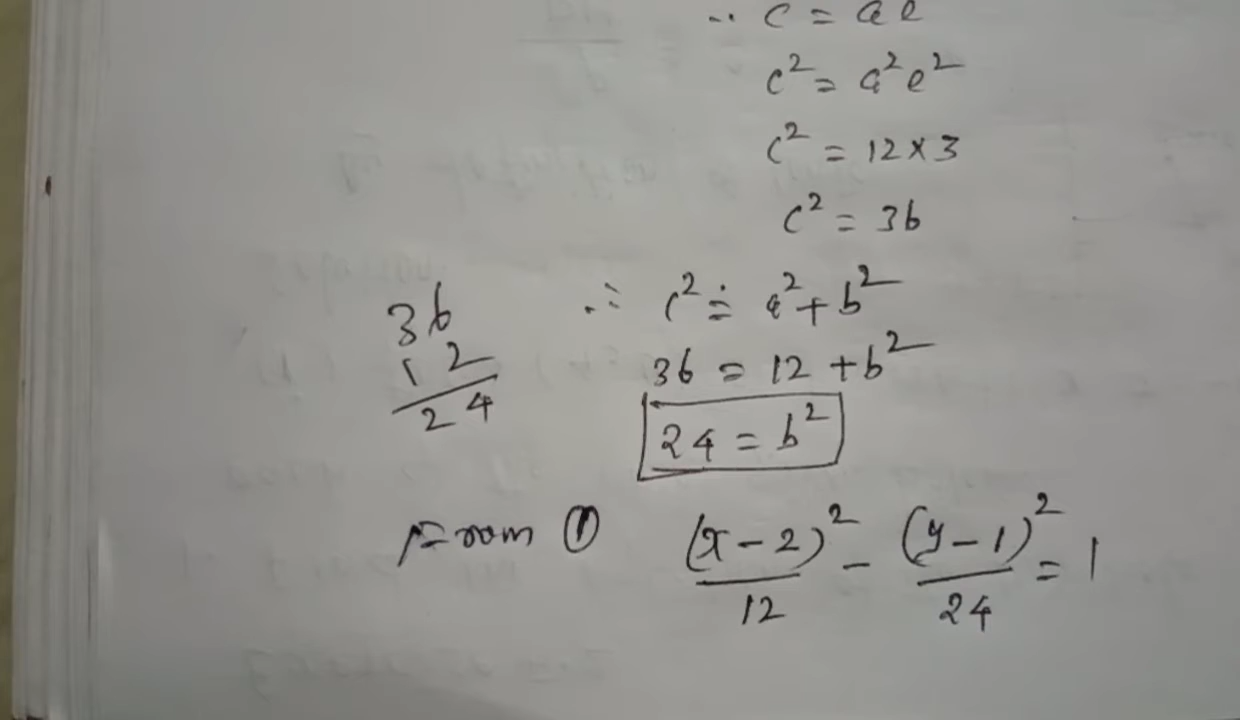 ∴ c = ae
c² = a²e²
c² = 12 × 3
c² = 36
∴ c² = a² + b²
36 = 12 + b²
24 = b²
36
12
24
From ① (x-2)²/12 - (y-1)²/24 = 1